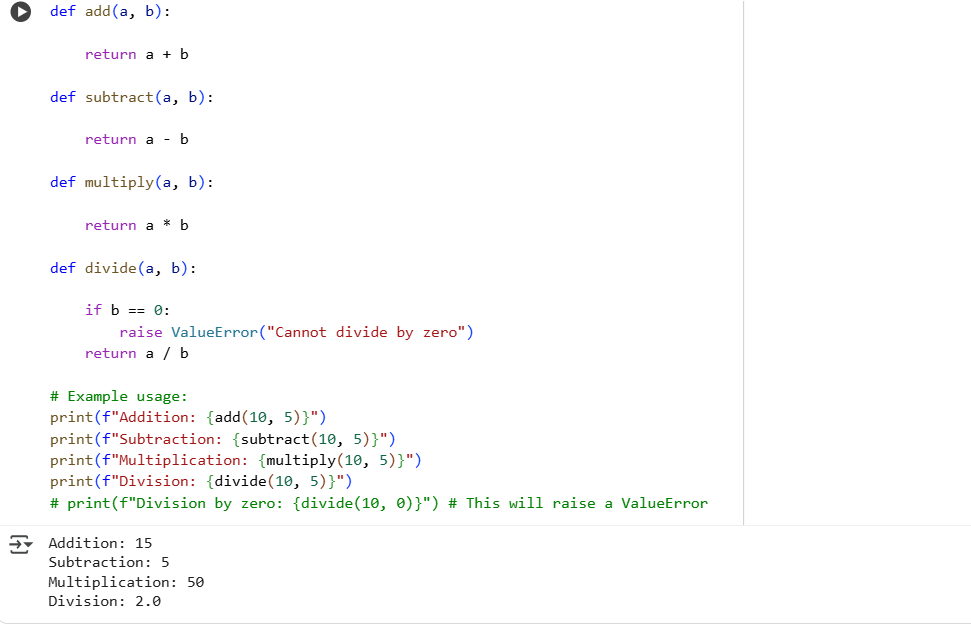 def add(a, b):
    return a + b
def subtract(a, b):
    return a - b
def multiply(a, b):
    return a * b
def divide(a, b):
    if b == 0:
        raise ValueError("Cannot divide by zero")
    return a / b
# Example usage:
print(f"Addition: {add(10, 5)}")
print(f"Subtraction: {subtract(10, 5)}")
print(f"Multiplication: {multiply(10, 5)}")
print(f"Division: {divide(10, 5)}")
# print(f"Division by zero: {divide(10, 0)}") # This will raise a ValueError
Addition: 15
Subtraction: 5
Multiplication: 50
Division: 2.0